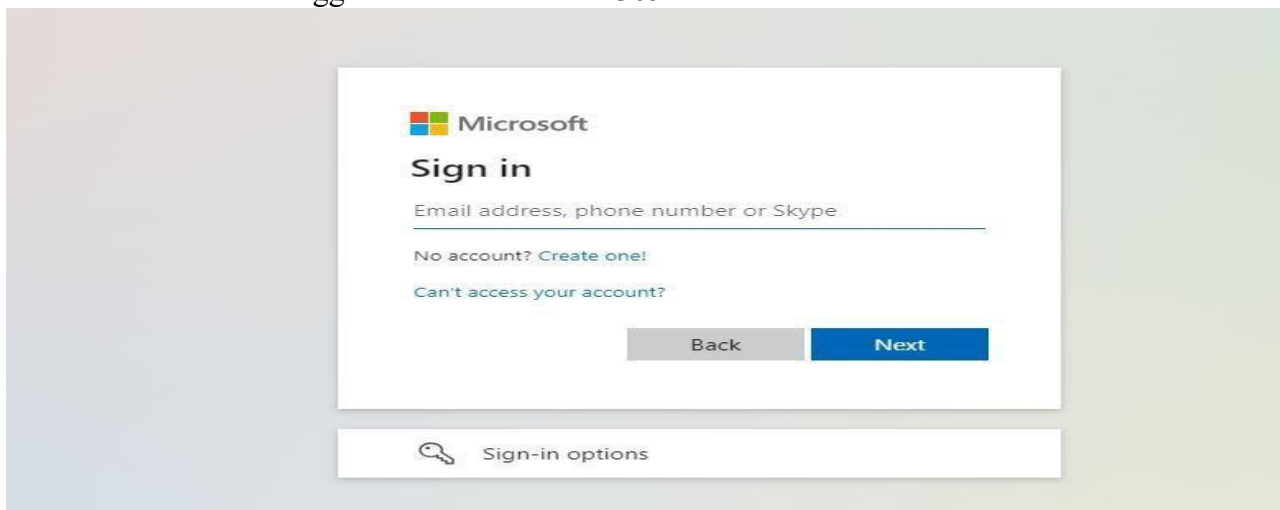 Microsoft
Sign in
Email address, phone number or Skype
No account? Create one!
Can't access your account?
Back Next
Sign-in options